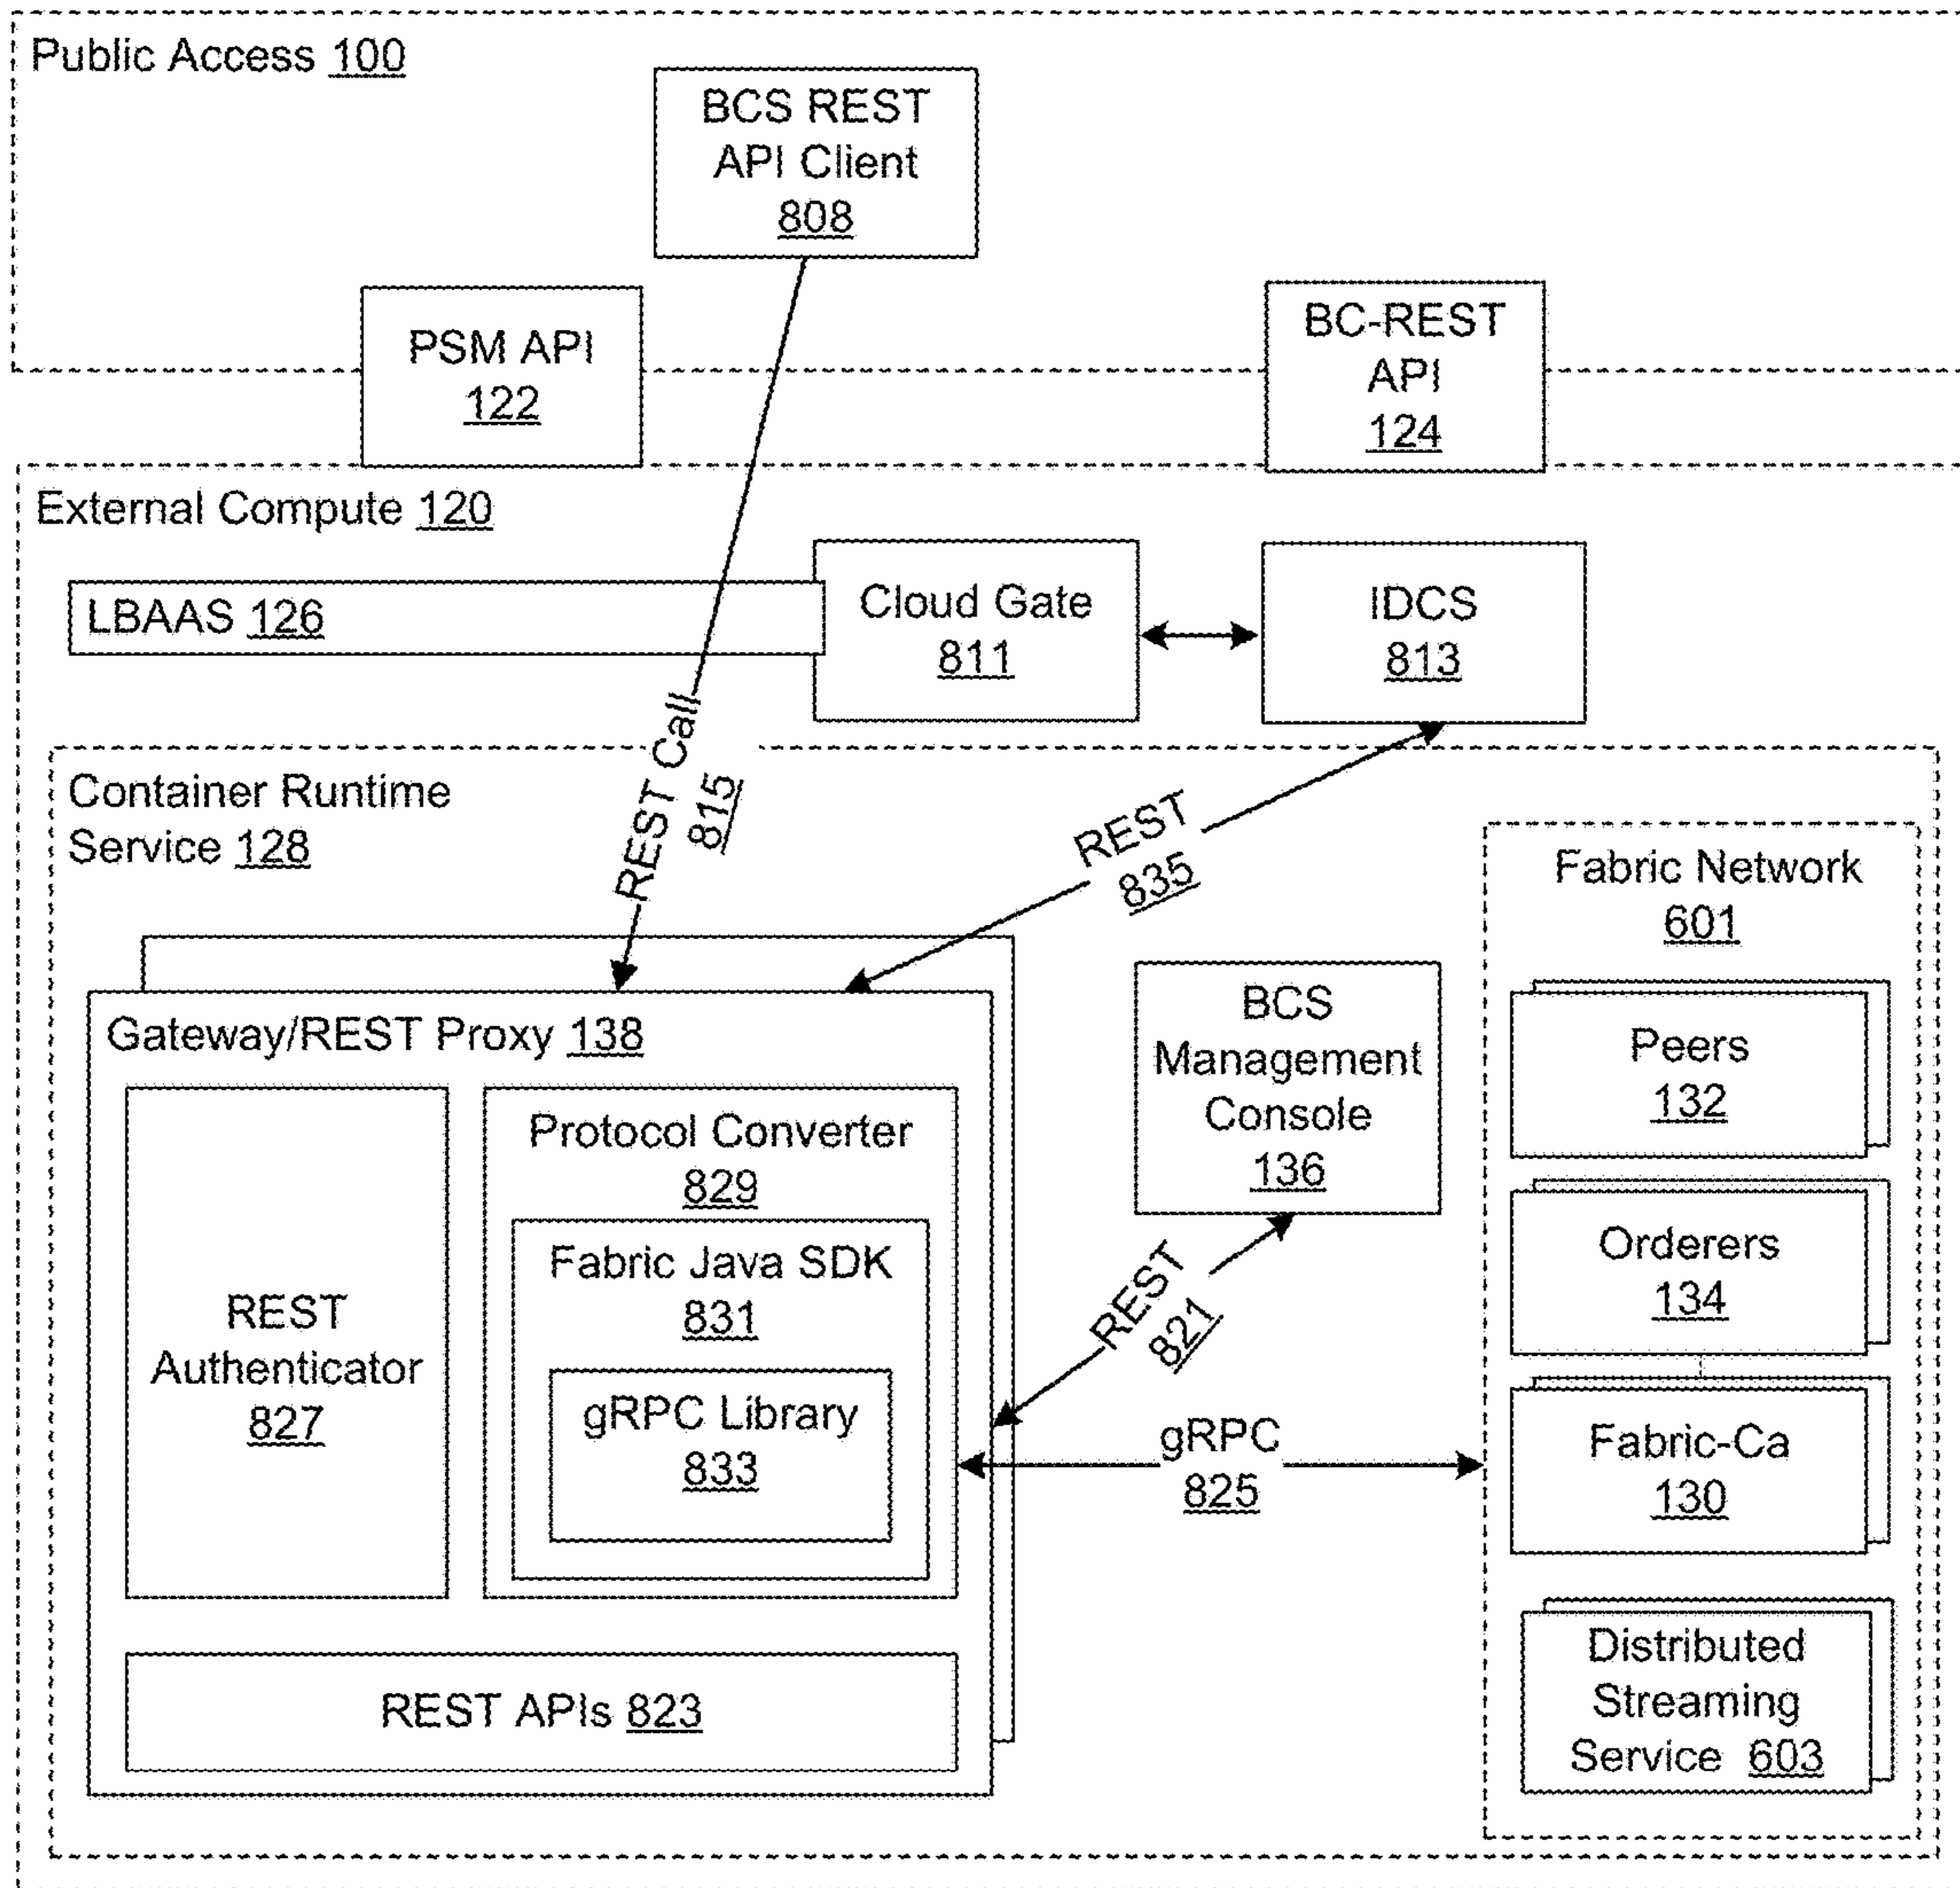 Public Access 100
BCS REST
API Client
808
PSM API
122
BC-REST
API
124
External Compute 120
LBAAS 126
Cloud Gate
811
IDCS
813
REST Call
815
Container Runtime
Service 128
REST
835
Fabric Network
601
Gateway/REST Proxy 138
BCS
Management
Console
136
Peers
132
REST
Authenticator
827
Protocol Converter
829
Fabric Java SDK
831
gRPC Library
833
REST
821
Orderers
134
gRPC
825
Fabric-Ca
130
REST APIs 823
Distributed
Streaming
Service 603